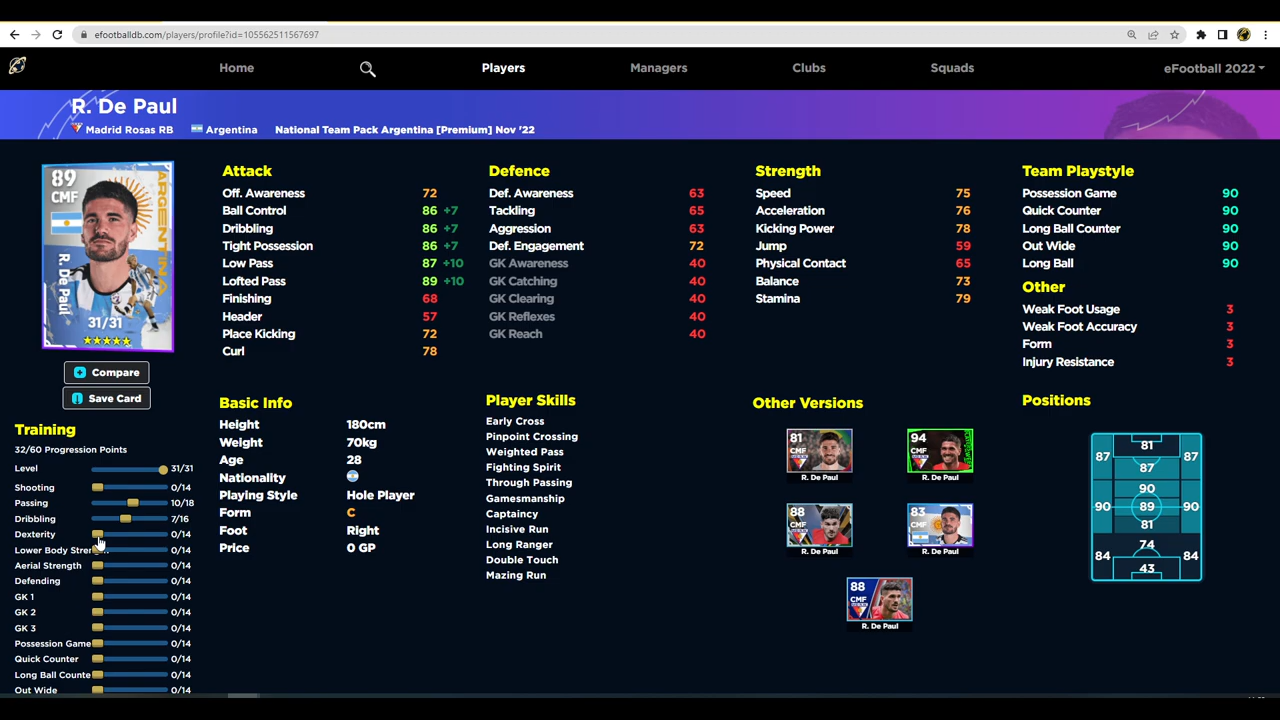 efootballdb.com/players/profile?id=105562511567697
Home Players Managers Clubs Squads eFootball 2022
R. De Paul
Madrid Rosas RB Argentina National Team Pack Argentina [Premium] Nov '22
89
CMF
ARGENTINA
R. De Paul
31/31
Compare
Save Card
Training
32/60 Progression Points
Level 31/31
Shooting 0/14
Passing 10/18
Dribbling 7/16
Dexterity 0/14
Lower Body Stren... 0/14
Aerial Strength 0/14
Defending 0/14
GK 1 0/14
GK 2 0/14
GK 3 0/14
Possession Game 0/14
Quick Counter 0/14
Long Ball Counte 0/14
Out Wide 0/14
Attack
Off. Awareness 72
Ball Control 86 +7
Dribbling 86 +7
Tight Possession 86 +7
Low Pass 87 +10
Lofted Pass 89 +10
Finishing 68
Header 57
Place Kicking 72
Curl 78
Defence
Def. Awareness 63
Tackling 65
Aggression 63
Def. Engagement 72
GK Awareness 40
GK Catching 40
GK Clearing 40
GK Reflexes 40
GK Reach 40
Strength
Speed 75
Acceleration 76
Kicking Power 78
Jump 59
Physical Contact 65
Balance 73
Stamina 79
Team Playstyle
Possession Game 90
Quick Counter 90
Long Ball Counter 90
Out Wide 90
Long Ball 90
Other
Weak Foot Usage 3
Weak Foot Accuracy 3
Form 3
Injury Resistance 3
Basic Info
Height 180cm
Weight 70kg
Age 28
Nationality
Playing Style Hole Player
Form C
Foot Right
Price 0 GP
Player Skills
Early Cross
Pinpoint Crossing
Weighted Pass
Fighting Spirit
Through Passing
Gamesmanship
Captaincy
Incisive Run
Long Ranger
Double Touch
Mazing Run
Other Versions
81
CMF
R. De Paul
94
CMF
R. De Paul
88
CMF
R. De Paul
83
CMF
R. De Paul
88
CMF
R. De Paul
Positions
81
87 87 87
90
90 89 90
81
74
84 84
43